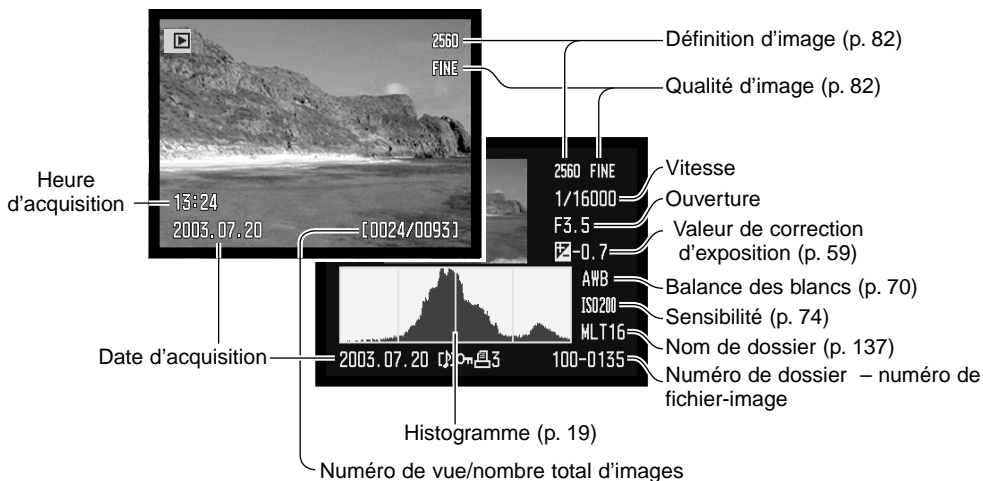 2560
FINE
13:24
2003.07.20
[0024/0093]
Définition d'image (p. 82)
Qualité d'image (p. 82)
Heure
d'acquisition
2560 FINE
1/16000
F3.5
-0.7
AWB
ISO200
MLT16
2003.07.20
3
100-0135
Vitesse
Ouverture
Valeur de correction
d'exposition (p. 59)
Balance des blancs (p. 70)
Sensibilité (p. 74)
Nom de dossier (p. 137)
Numéro de dossier – numéro de
fichier-image
Date d'acquisition
Histogramme (p. 19)
Numéro de vue/nombre total d'images